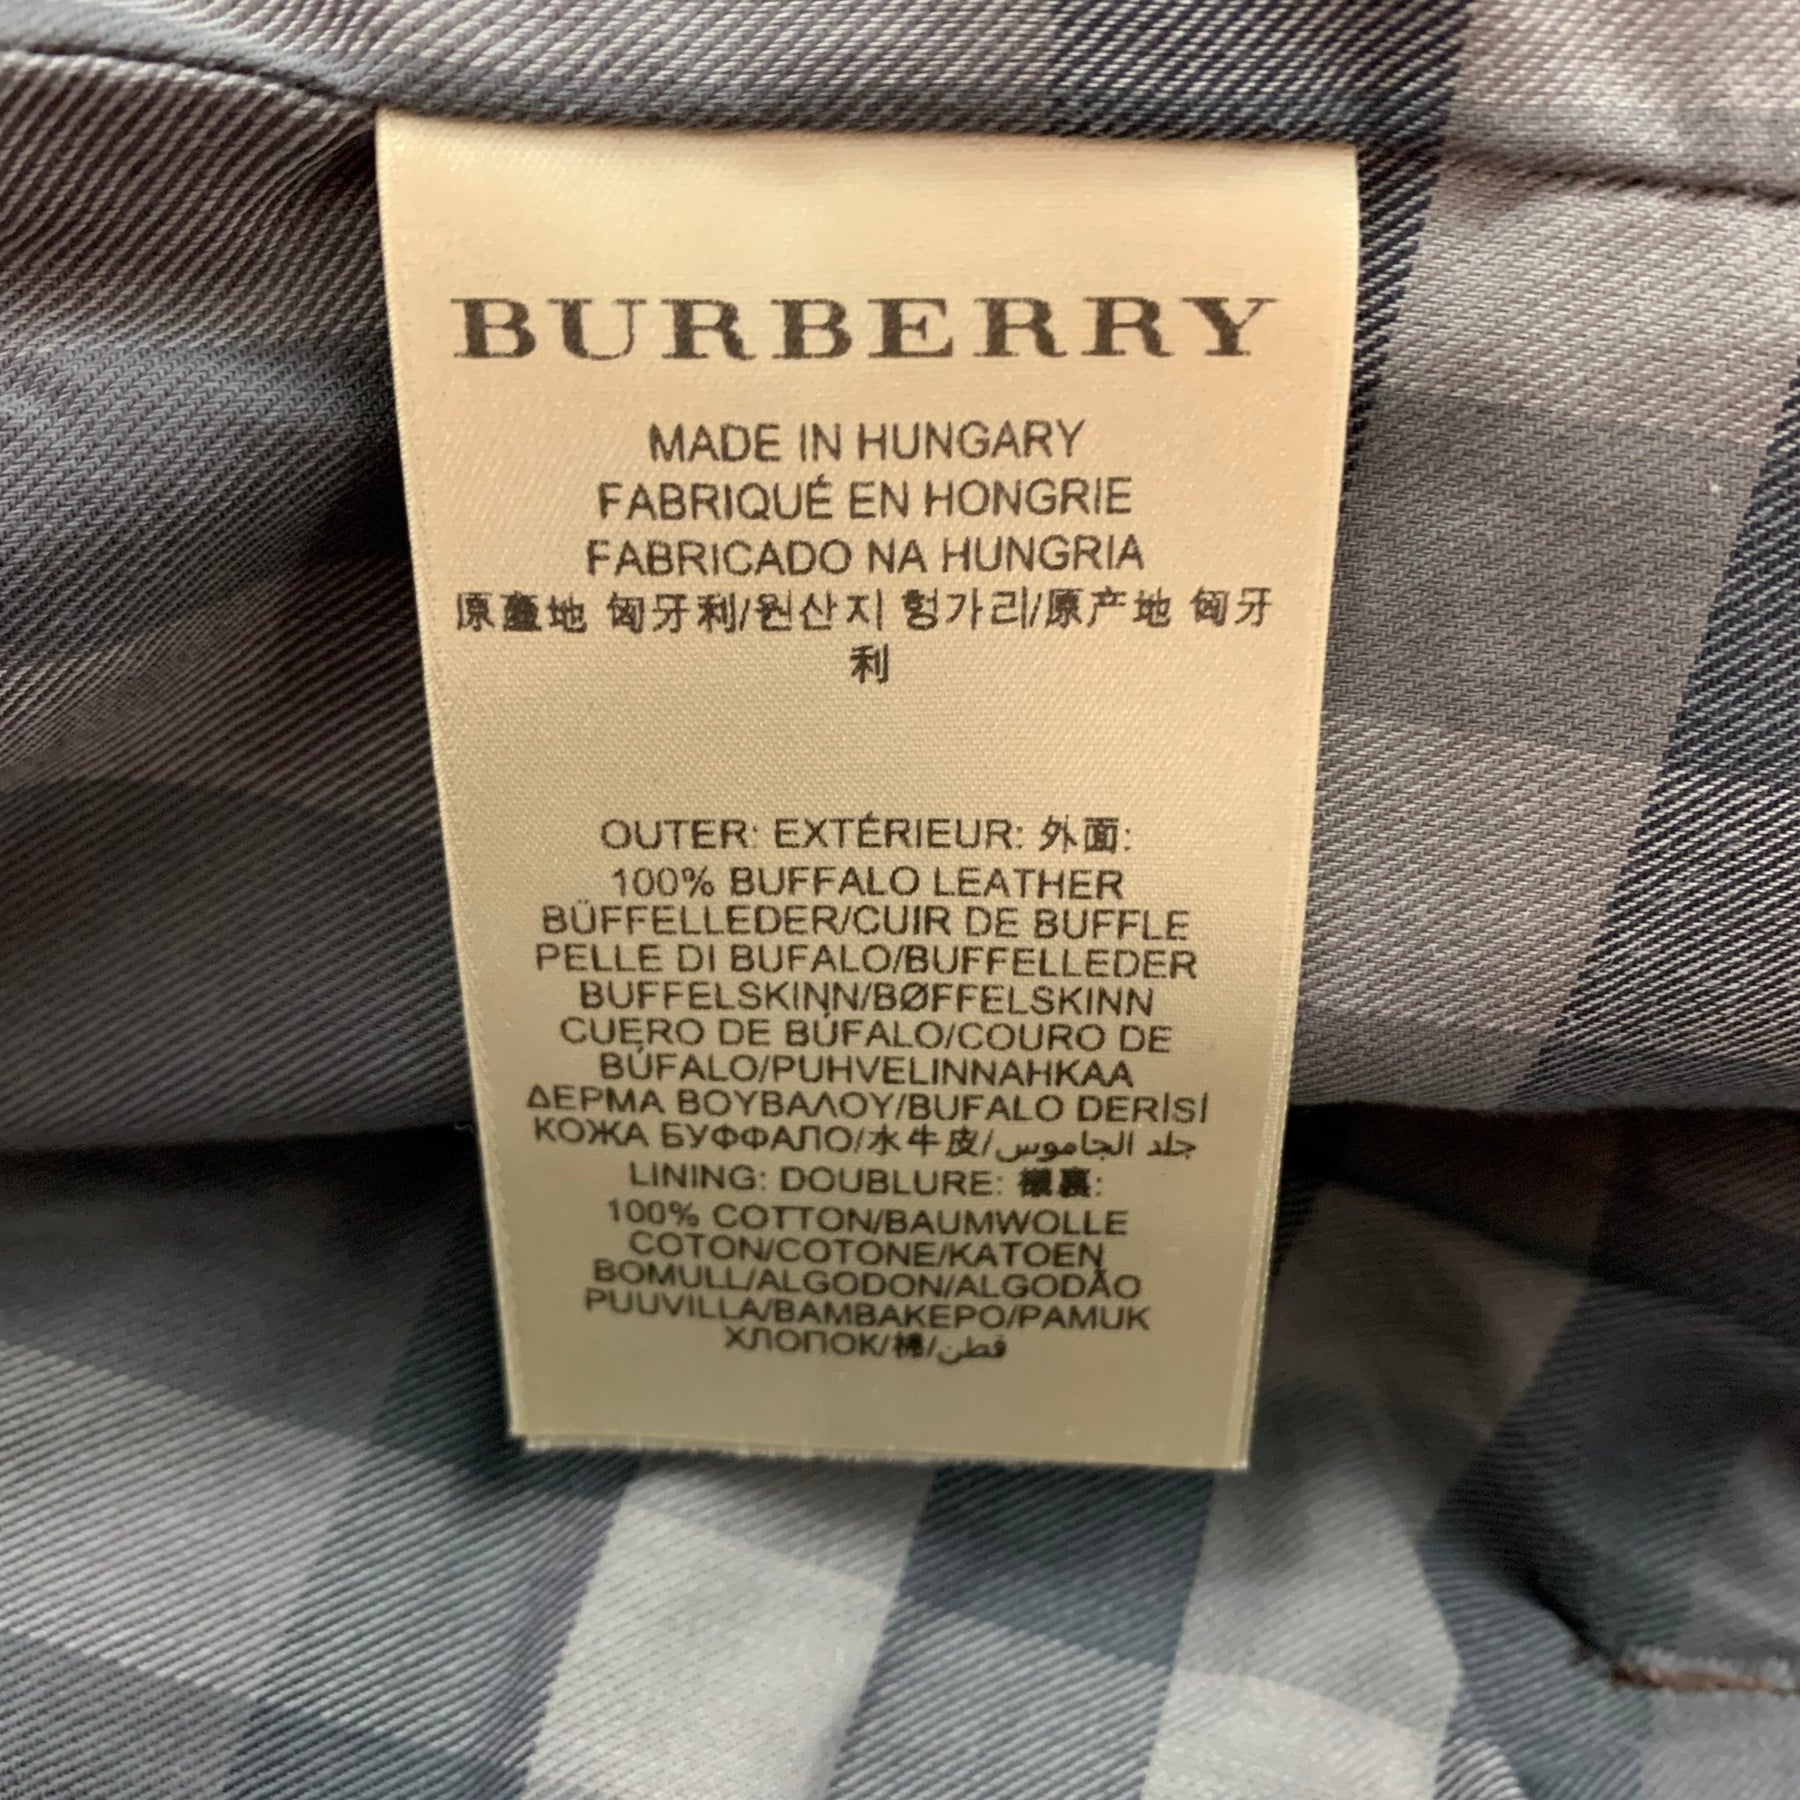 BURBERRY
MADE IN HUNGARY
FABRIQUÉ EN HONGRIE
FABRICADO NA HUNGRIA
原產地 匈牙利/원산지 헝가리/原产地 匈牙
利
OUTER: EXTÉRIEUR: 外面:
100% BUFFALO LEATHER
BÜFFELLEDER/CUIR DE BUFFLE
PELLE DI BUFALO/BUFFELLEDER
BUFFELSKINN/BØFFELSKINN
CUERO DE BÚFALO/COURO DE
BÚFALO/PUHVELINNAHKAA
ΔΕΡΜΑ ΒΟΥΒΑΛΟΥ/BUFALO DERİSİ
КОЖА БУФФАЛО/水牛皮/جلد الجاموس
LINING: DOUBLURE: 襯裏:
100% COTTON/BAUMWOLLE
COTON/COTONE/KATOEN
BOMULL/ALGODON/ALGODÃO
PUUVILLA/ΒΑΜΒΑΚΕΡΟ/PAMUK
ХЛОПОК/棉/قطن